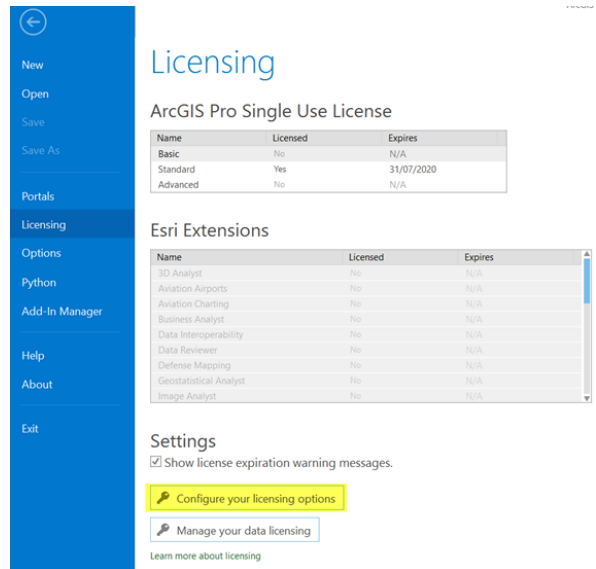 ArcGIS
New
Open
Save
Save As
Portals
Licensing
Options
Python
Add-In Manager
Help
About
Exit
Licensing
ArcGIS Pro Single Use License
Name Licensed Expires
Basic No N/A
Standard Yes 31/07/2020
Advanced No N/A
Esri Extensions
Name Licensed Expires
3D Analyst No N/A
Aviation Airports No N/A
Aviation Charting No N/A
Business Analyst No N/A
Data Interoperability No N/A
Data Reviewer No N/A
Defense Mapping No N/A
Geostatistical Analyst No N/A
Image Analyst No N/A
Settings
Show license expiration warning messages.
Configure your licensing options
Manage your data licensing
Learn more about licensing